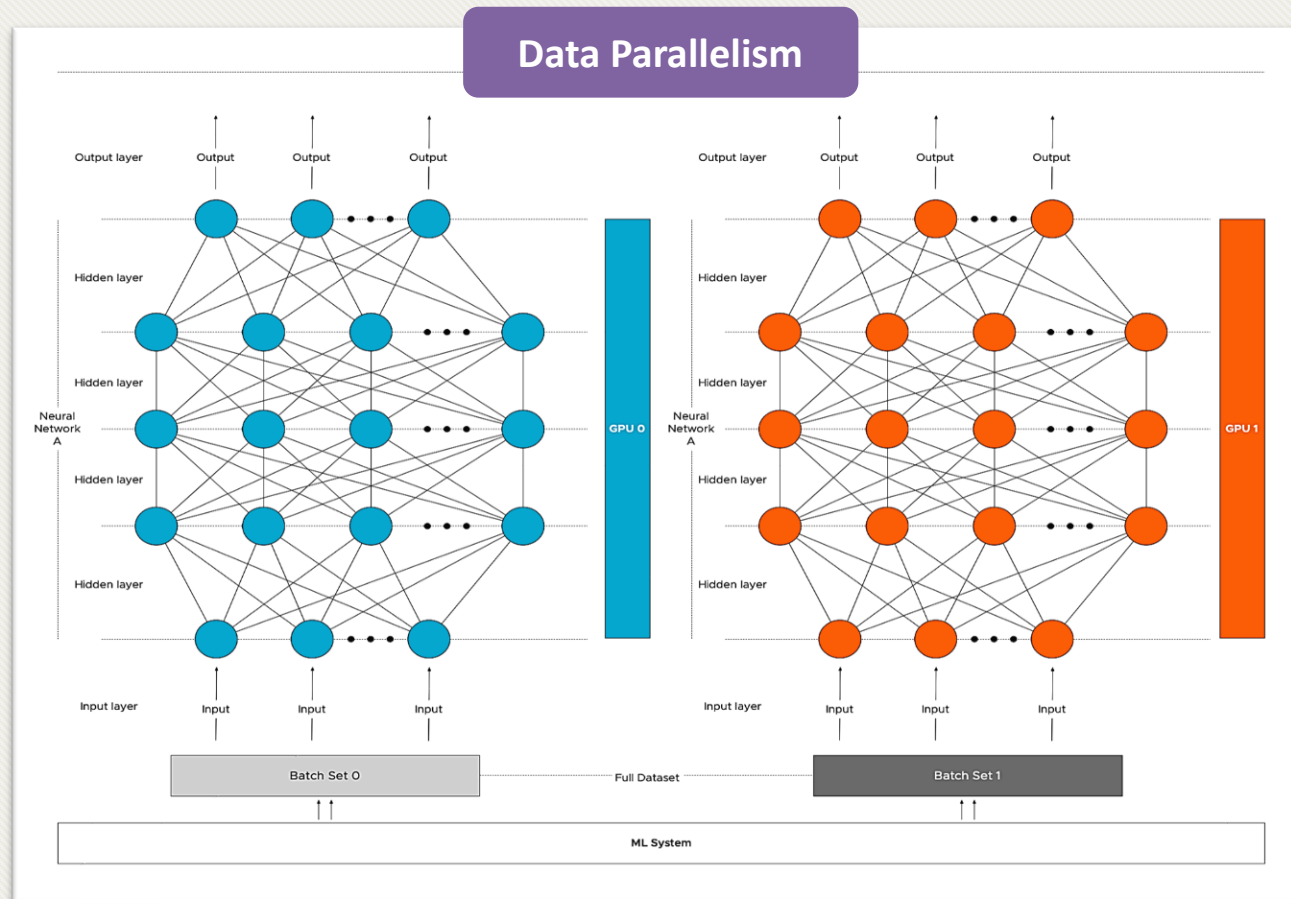 Data Parallelism
Output layer
Output
Output
Output
Output layer
Output
Output
Output
Hidden layer
Hidden layer
Hidden layer
Hidden layer
Neural
Network
A
GPU 0
Neural
Network
A
GPU 1
Hidden layer
Hidden layer
Hidden layer
Hidden layer
Input layer
Input
Input
Input
Input layer
Input
Input
Input
Batch Set 0
Full Dataset
Batch Set 1
ML System